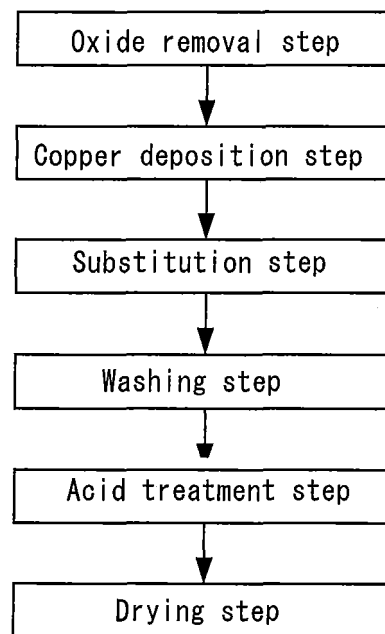 Oxide removal step
Copper deposition step
Substitution step
Washing step
Acid treatment step
Drying step